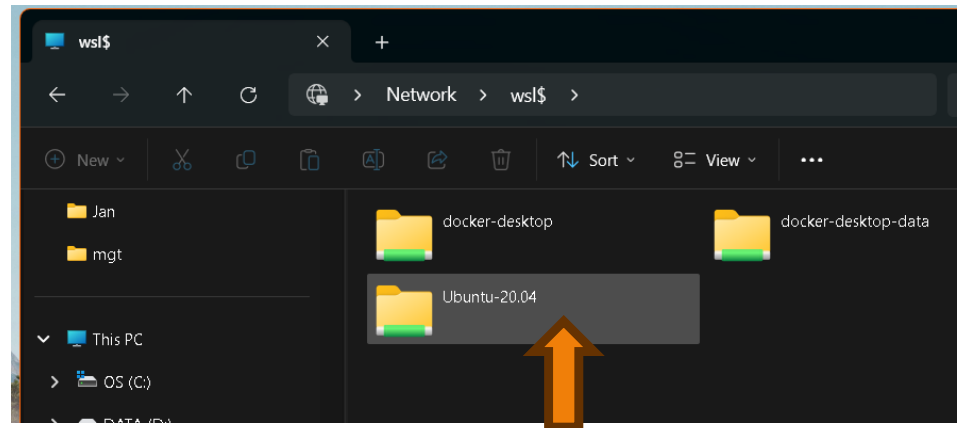 wsl$
Network > wsl$ >
New
Sort
View
Jan
docker-desktop
docker-desktop-data
mgt
Ubuntu-20.04
This PC
OS (C:)
DATA (D:)